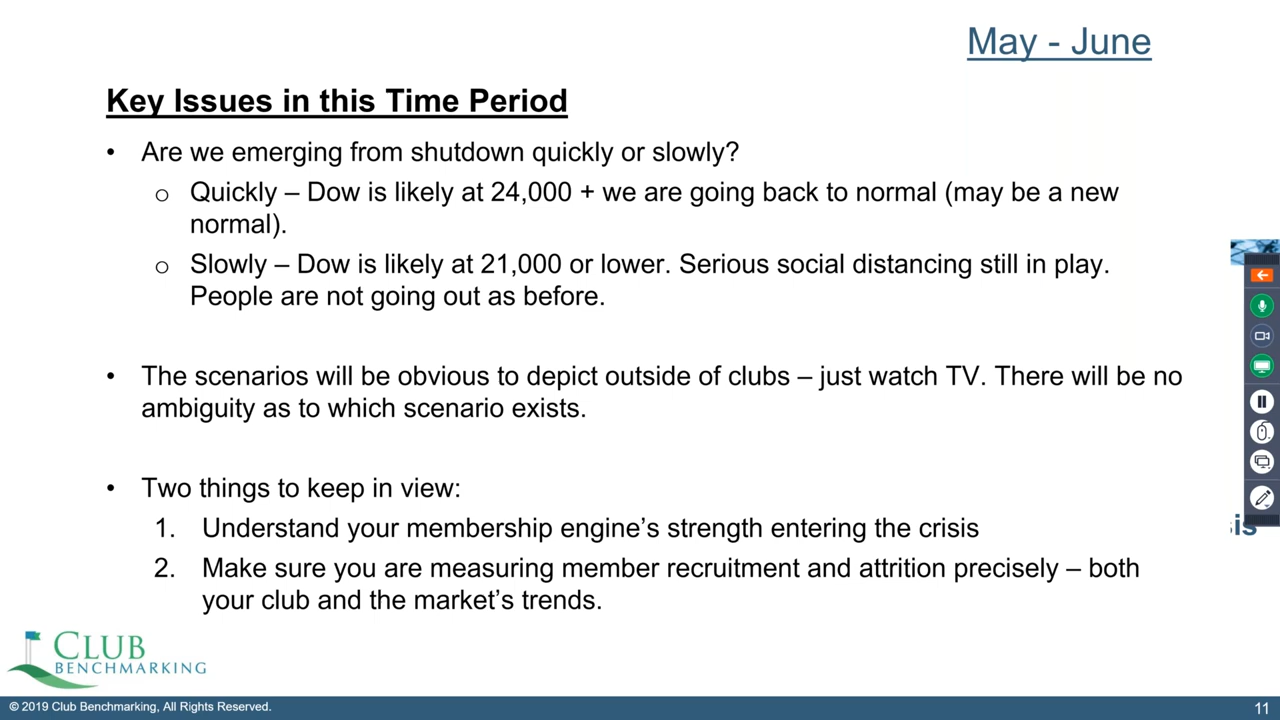 May - June
Key Issues in this Time Period
• Are we emerging from shutdown quickly or slowly?
o Quickly – Dow is likely at 24,000 + we are going back to normal (may be a new
normal).
o Slowly – Dow is likely at 21,000 or lower. Serious social distancing still in play.
People are not going out as before.
• The scenarios will be obvious to depict outside of clubs – just watch TV. There will be no
ambiguity as to which scenario exists.
• Two things to keep in view:
1. Understand your membership engine’s strength entering the crisis
2. Make sure you are measuring member recruitment and attrition precisely – both
your club and the market’s trends.
CLUB
BENCHMARKING
© 2019 Club Benchmarking, All Rights Reserved.
11